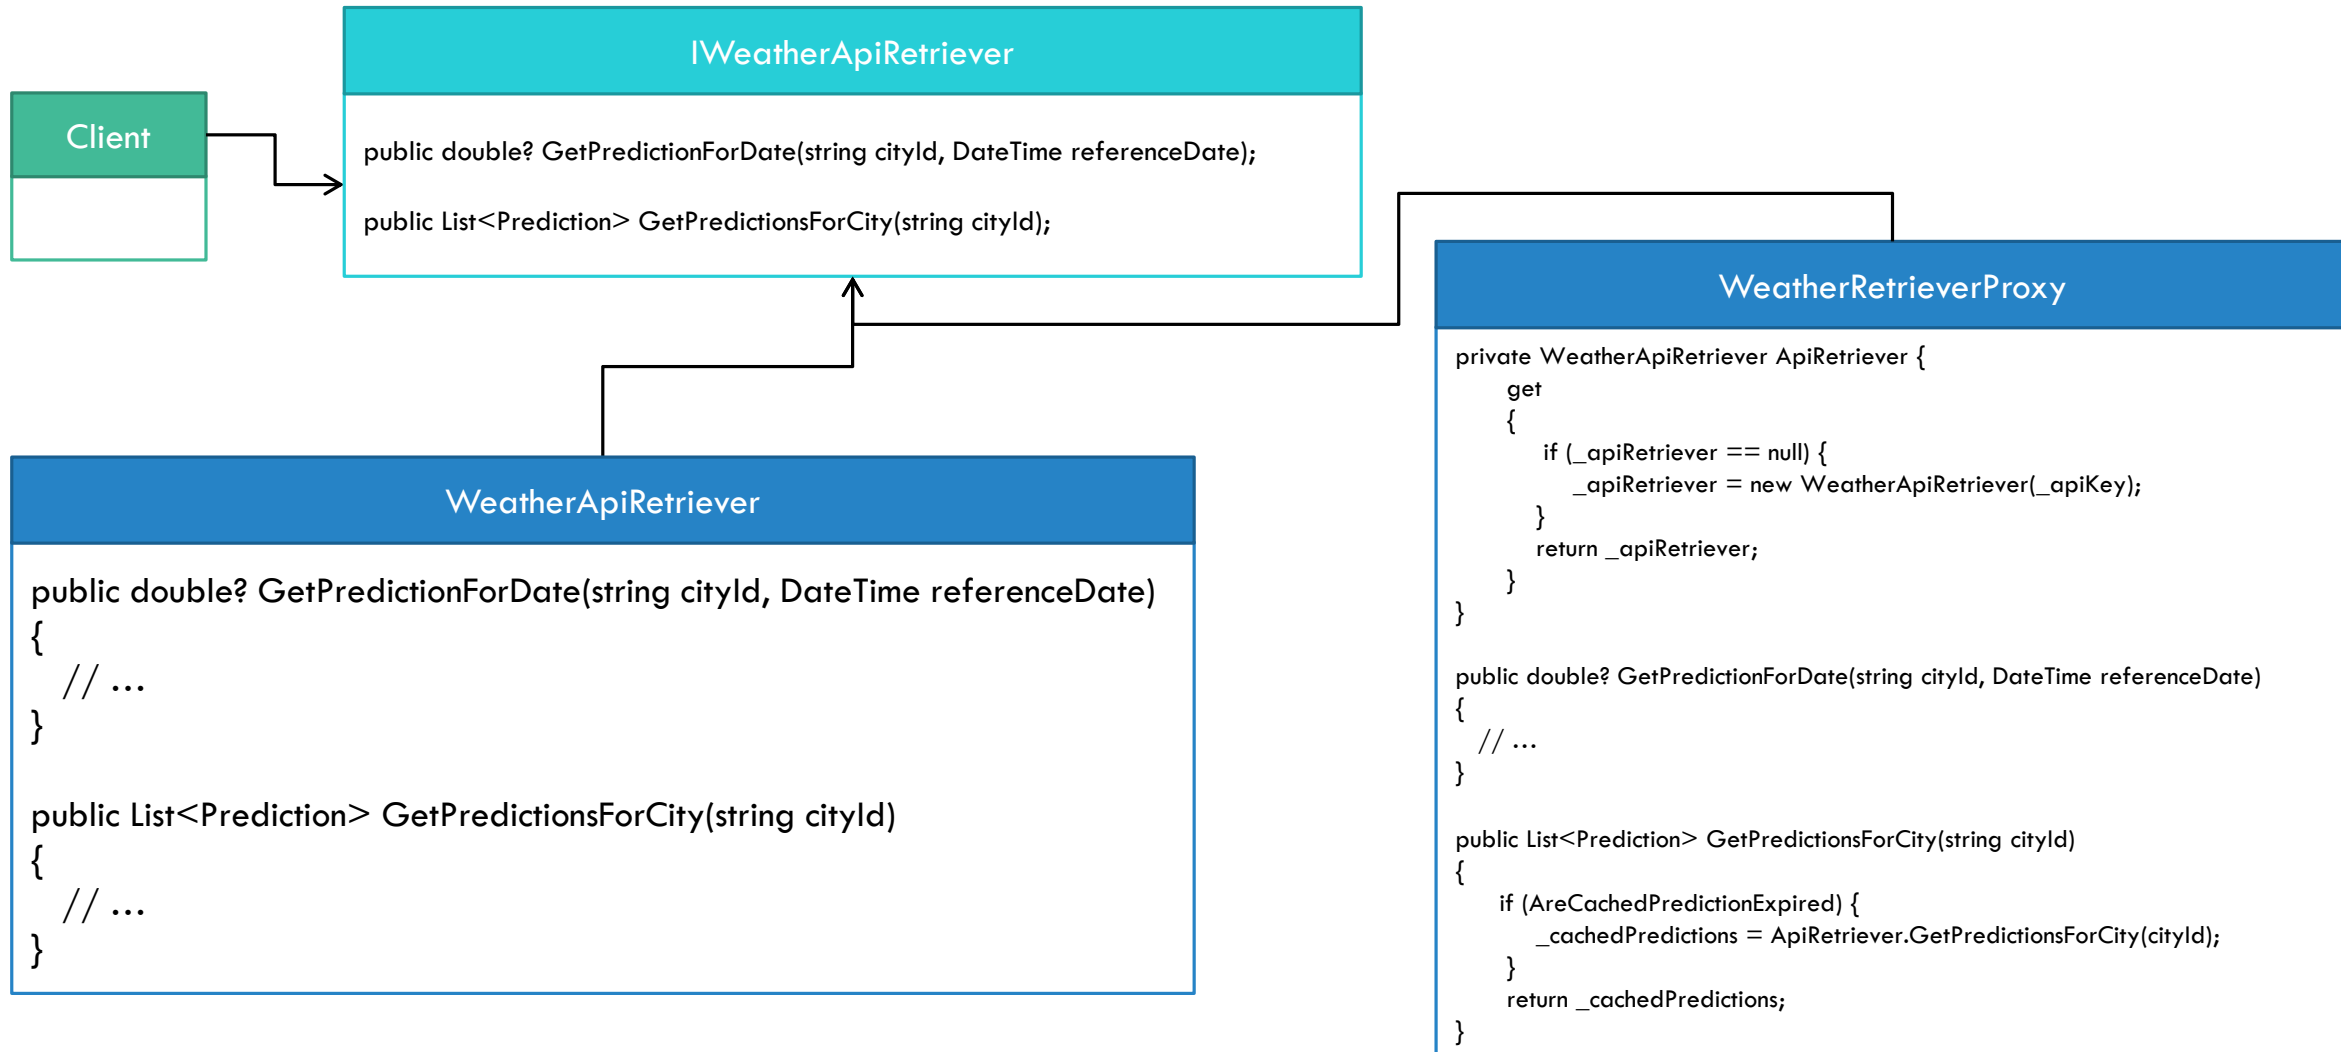 IWeatherApiRetriever
public double? GetPredictionForDate(string cityId, DateTime referenceDate);
public List<Prediction> GetPredictionsForCity(string cityId);
Client
WeatherApiRetriever
public double? GetPredictionForDate(string cityId, DateTime referenceDate)
{
// ...
}
public List<Prediction> GetPredictionsForCity(string cityId)
{
// ...
}
WeatherRetrieverProxy
private WeatherApiRetriever ApiRetriever {
get
{
if (_apiRetriever == null) {
_apiRetriever = new WeatherApiRetriever(_apiKey);
}
return _apiRetriever;
}
}
public double? GetPredictionForDate(string cityId, DateTime referenceDate)
{
// ...
}
public List<Prediction> GetPredictionsForCity(string cityId)
{
if (AreCachedPredictionExpired) {
_cachedPredictions = ApiRetriever.GetPredictionsForCity(cityId);
}
return _cachedPredictions;
}